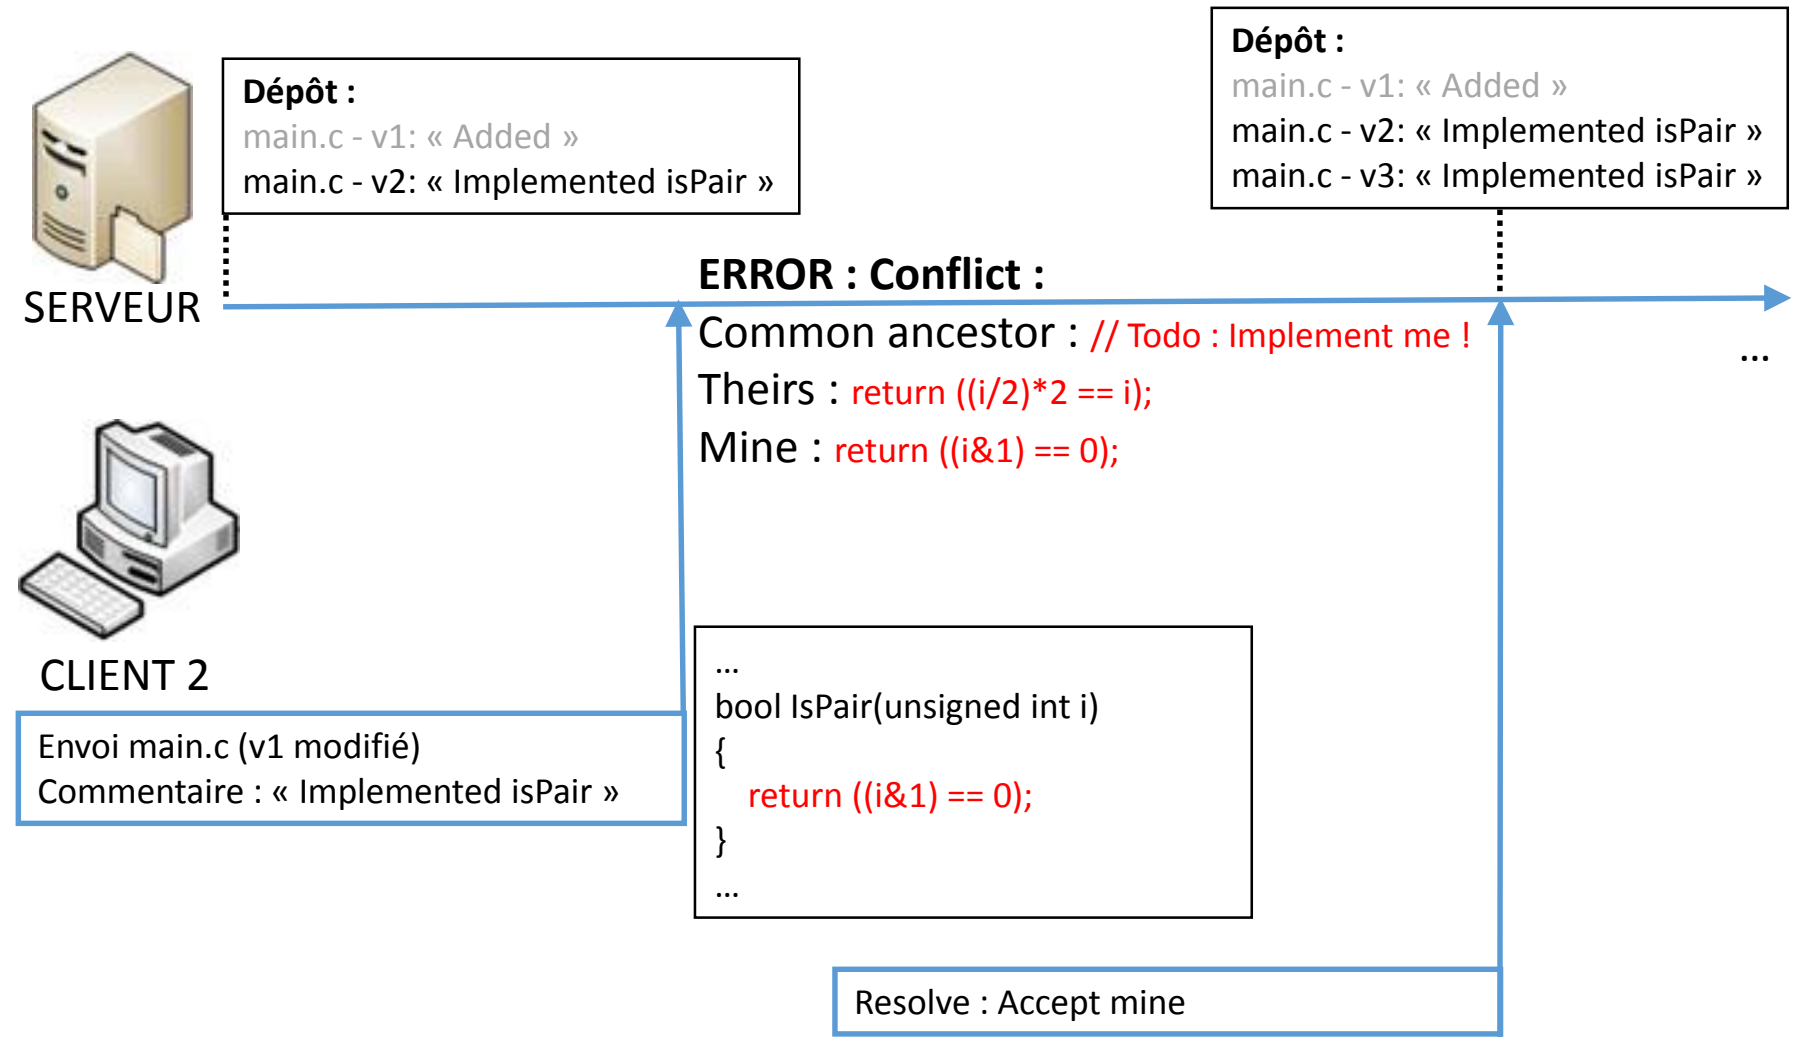 Dépôt :
main.c - v1: « Added »
main.c - v2: « Implemented isPair »
Dépôt :
main.c - v1: « Added »
main.c - v2: « Implemented isPair »
main.c - v3: « Implemented isPair »
SERVEUR
ERROR : Conflict :
Common ancestor : // Todo : Implement me !
Theirs : return ((i/2)*2 == i);
Mine : return ((i&1) == 0);
...
CLIENT 2
Envoi main.c (v1 modifié)
Commentaire : « Implemented isPair »
...
bool IsPair(unsigned int i)
{
return ((i&1) == 0);
}
...
Resolve : Accept mine